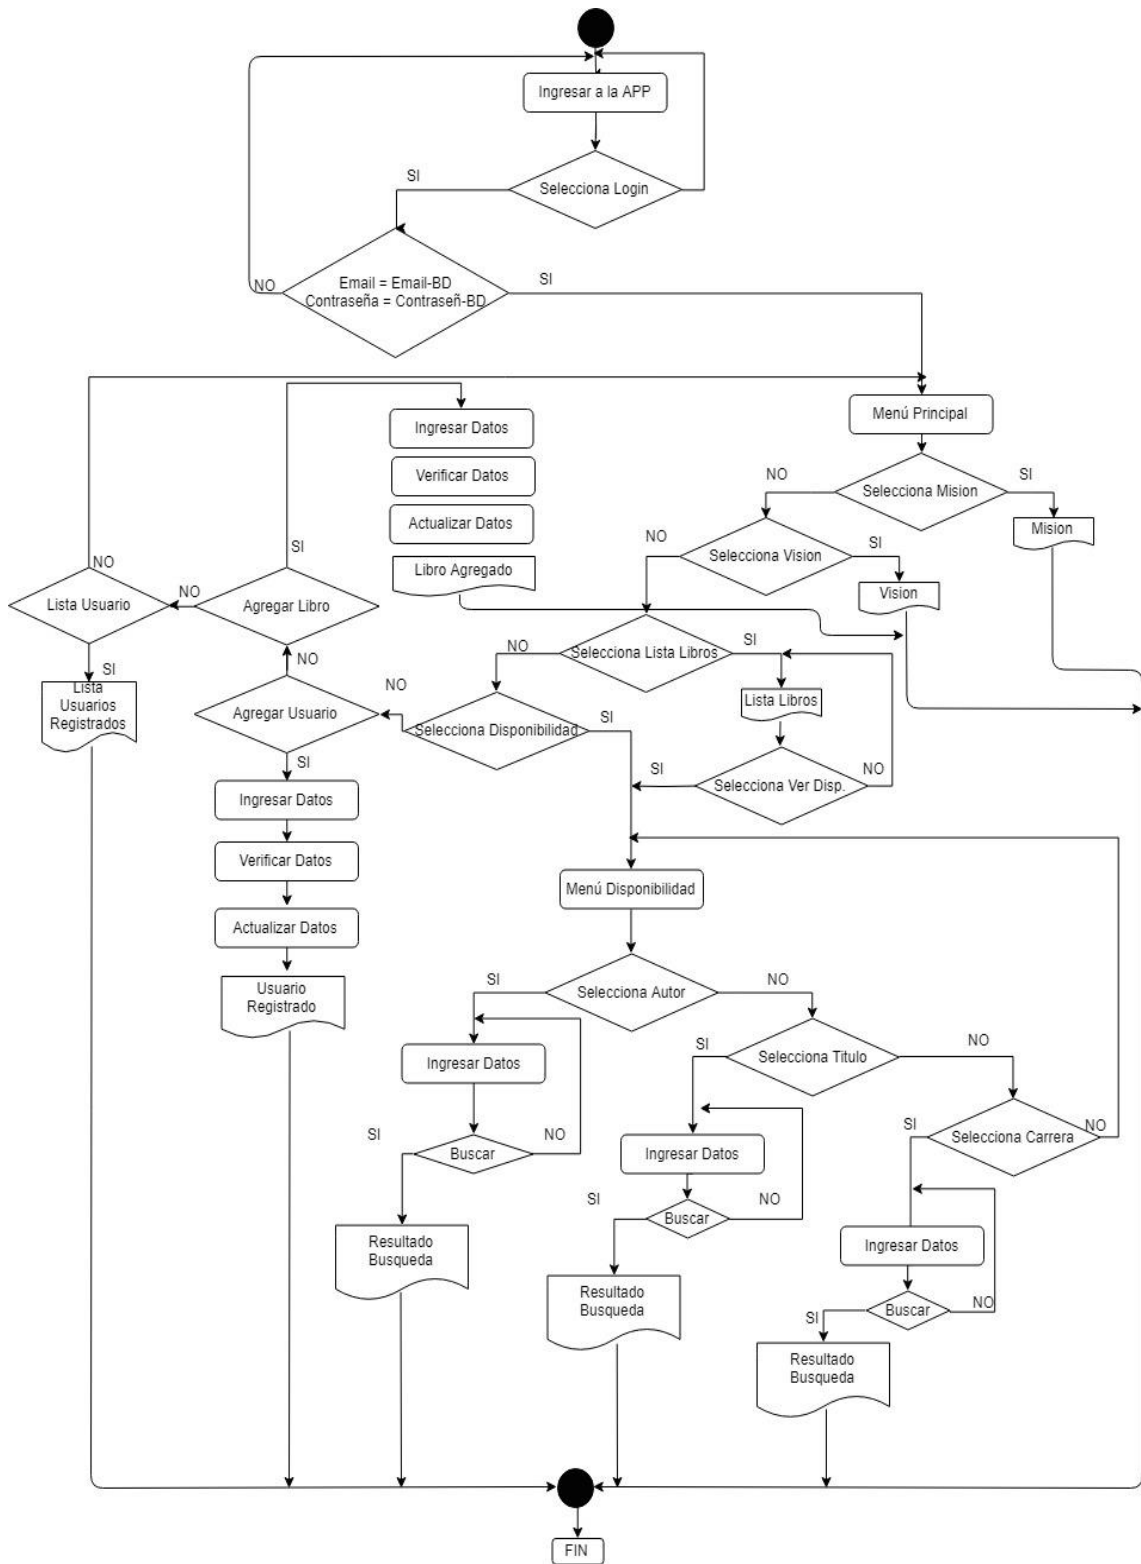 Ingresar a la APP
SI
Selecciona Login
NO
Email = Email-BD
Contraseña = Contraseñ-BD
SI
Menú Principal
Ingresar Datos
Verificar Datos
Actualizar Datos
Libro Agregado
NO
Selecciona Mision
SI
Mision
NO
Selecciona Vision
SI
Vision
NO
Lista Usuario
NO
SI
Agregar Libro
SI
Lista
Usuarios
Registrados
NO
Agregar Usuario
NO
SI
NO
Selecciona Lista Libros
SI
Lista Libros
Selecciona Disponibilidad
SI
SI
Selecciona Ver Disp.
NO
Ingresar Datos
Verificar Datos
Actualizar Datos
Usuario
Registrado
Menú Disponibilidad
SI
Selecciona Autor
NO
Ingresar Datos
SI
Buscar
NO
Resultado
Busqueda
SI
Selecciona Titulo
NO
Ingresar Datos
SI
Buscar
NO
Resultado
Busqueda
SI
Selecciona Carrera
NO
Ingresar Datos
SI
Buscar
NO
Resultado
Busqueda
FIN